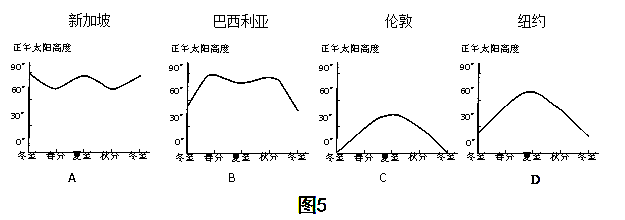 新加坡 巴西利亚 伦敦 纽约
正午太阳高度 正午太阳高度 正午太阳高度 正午太阳高度
90° 90° 90° 90°
60° 60° 60° 60°
30° 30° 30° 30°
0° 0° 0° 0°
冬至 春分 夏至 秋分 冬至 冬至 春分 夏至 秋分 冬至 冬至 春分 夏至 秋分 冬至 冬至 春分 夏至 秋分 冬至
A B C D
图5